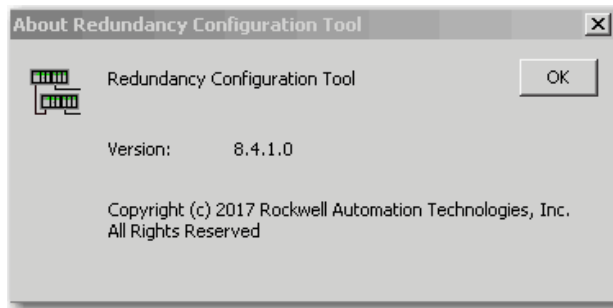 About Redundancy Configuration Tool
Redundancy Configuration Tool
OK
Version: 8.4.1.0
Copyright (c) 2017 Rockwell Automation Technologies, Inc.
All Rights Reserved